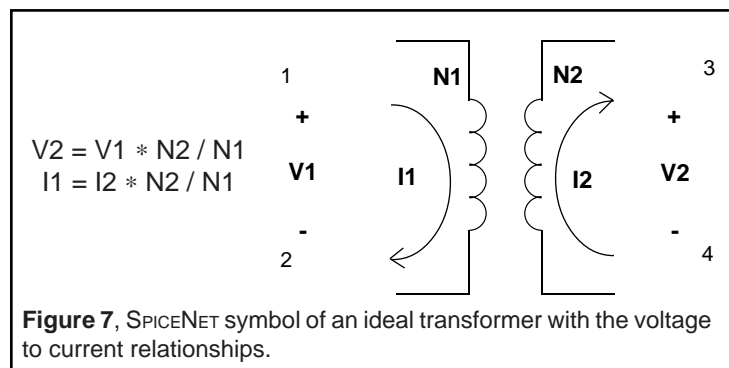 1
N1
N2
3
+
+
V2 = V1 * N2 / N1
V1
I1
I2
V2
I1 = I2 * N2 / N1
-
-
2
4
Figure 7, SPICENET symbol of an ideal transformer with the voltage
to current relationships.